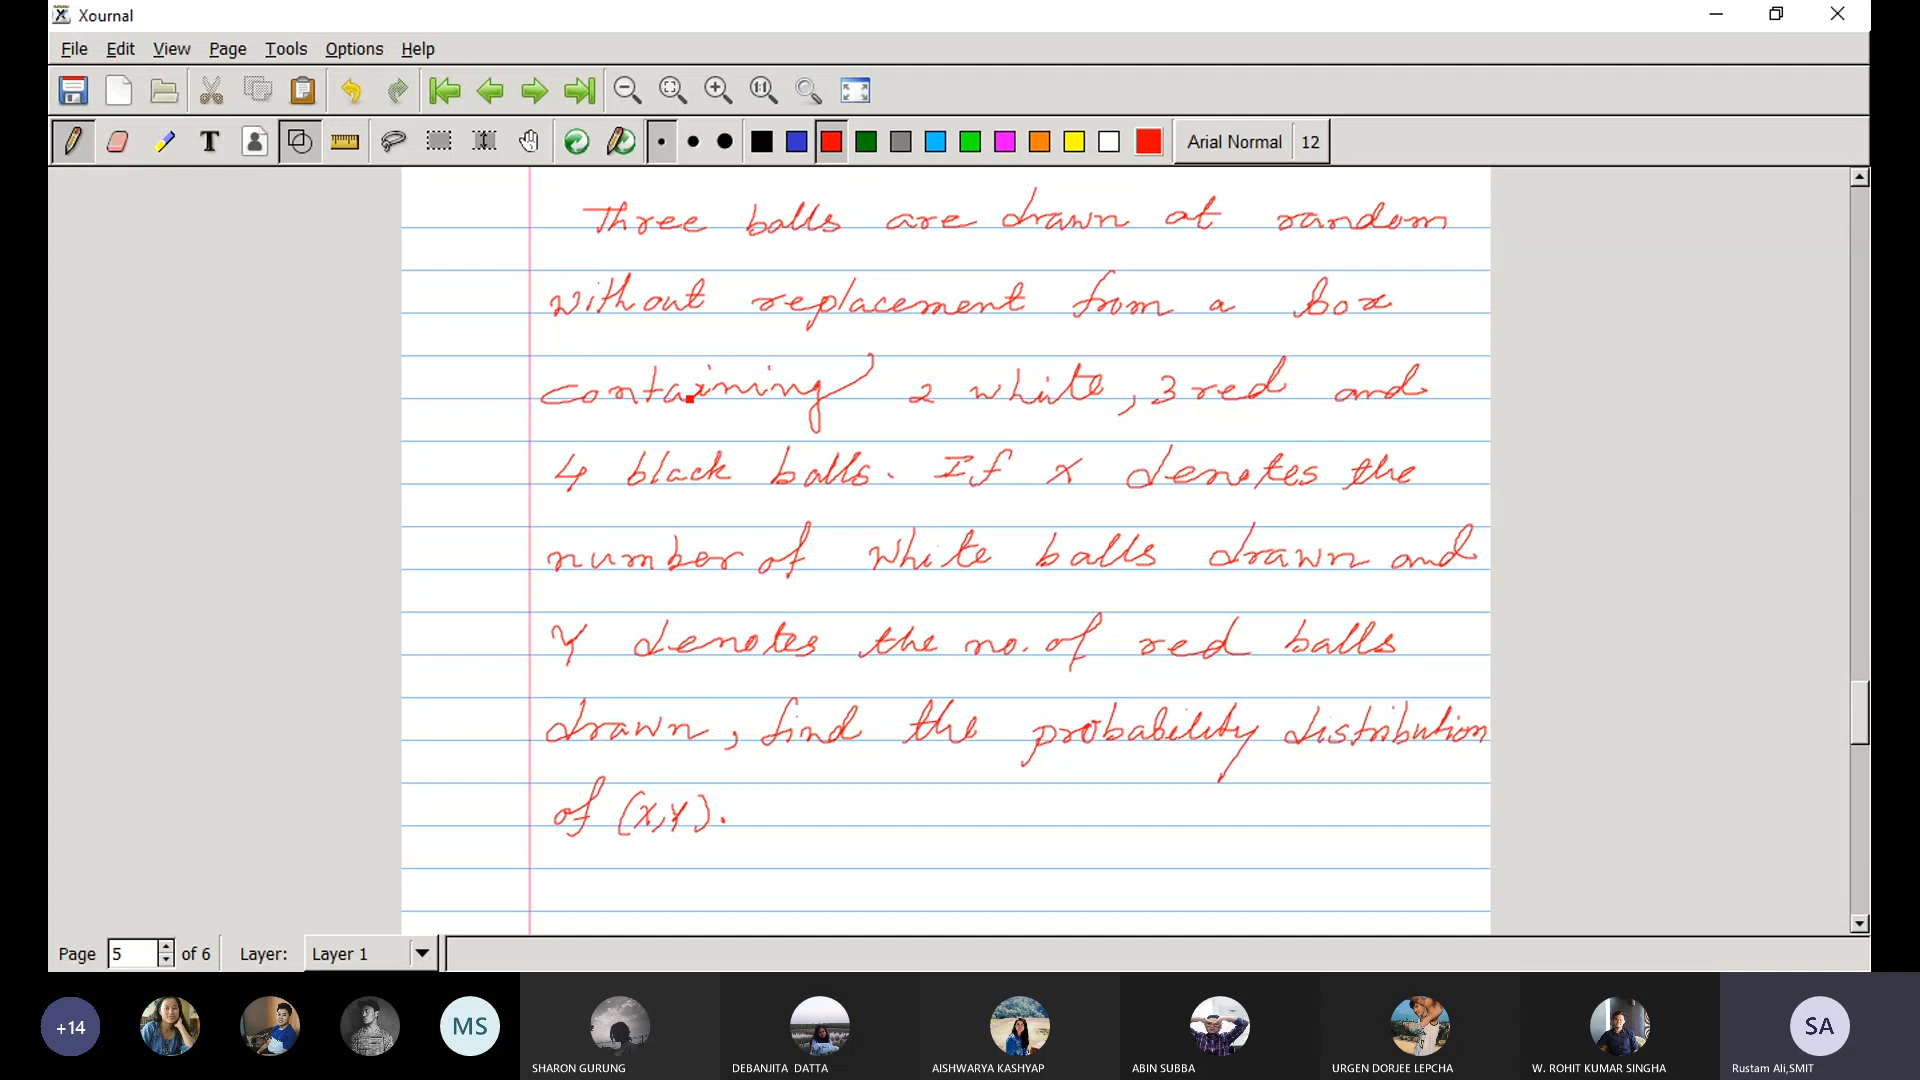 Xournal
File Edit View Page Tools Options Help
Arial Normal 12
Three balls are drawn at random
without replacement from a box
containing 2 white, 3 red and
4 black balls. If X denotes the
number of white balls drawn and
Y denotes the no. of red balls
drawn, find the probability distribution
of (X,Y).
Page 5 of 6 Layer: Layer 1
+14 MS SA
SHARON GURUNG DEBANJITA DATTA AISHWARYA KASHYAP ABIN SUBBA URGEN DORJEE LEPCHA W. ROHIT KUMAR SINGHA Rustam Ali,SMIT